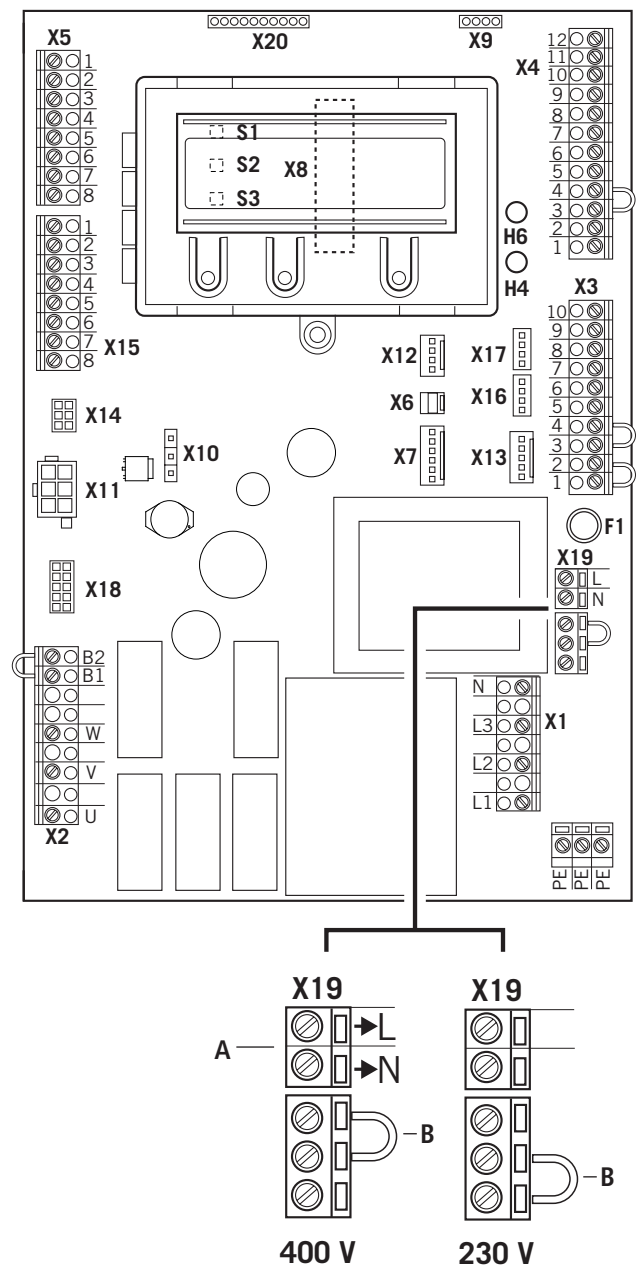 X20
X9
X5
1
2
3
4
5
6
7
8
X4
12
11
10
9
8
7
6
5
4
3
2
1
S1
S2
S3
X8
H6
H4
X15
1
2
3
4
5
6
7
8
X3
10
9
8
7
6
5
4
3
2
1
X12
X17
X6
X16
X7
X13
X14
X10
X11
X18
F1
X19
L
N
B2
B1
W
V
U
X2
N
L3
L2
L1
X1
PE
PE
PE
X19
X19
A
L
N
B
B
400 V
230 V